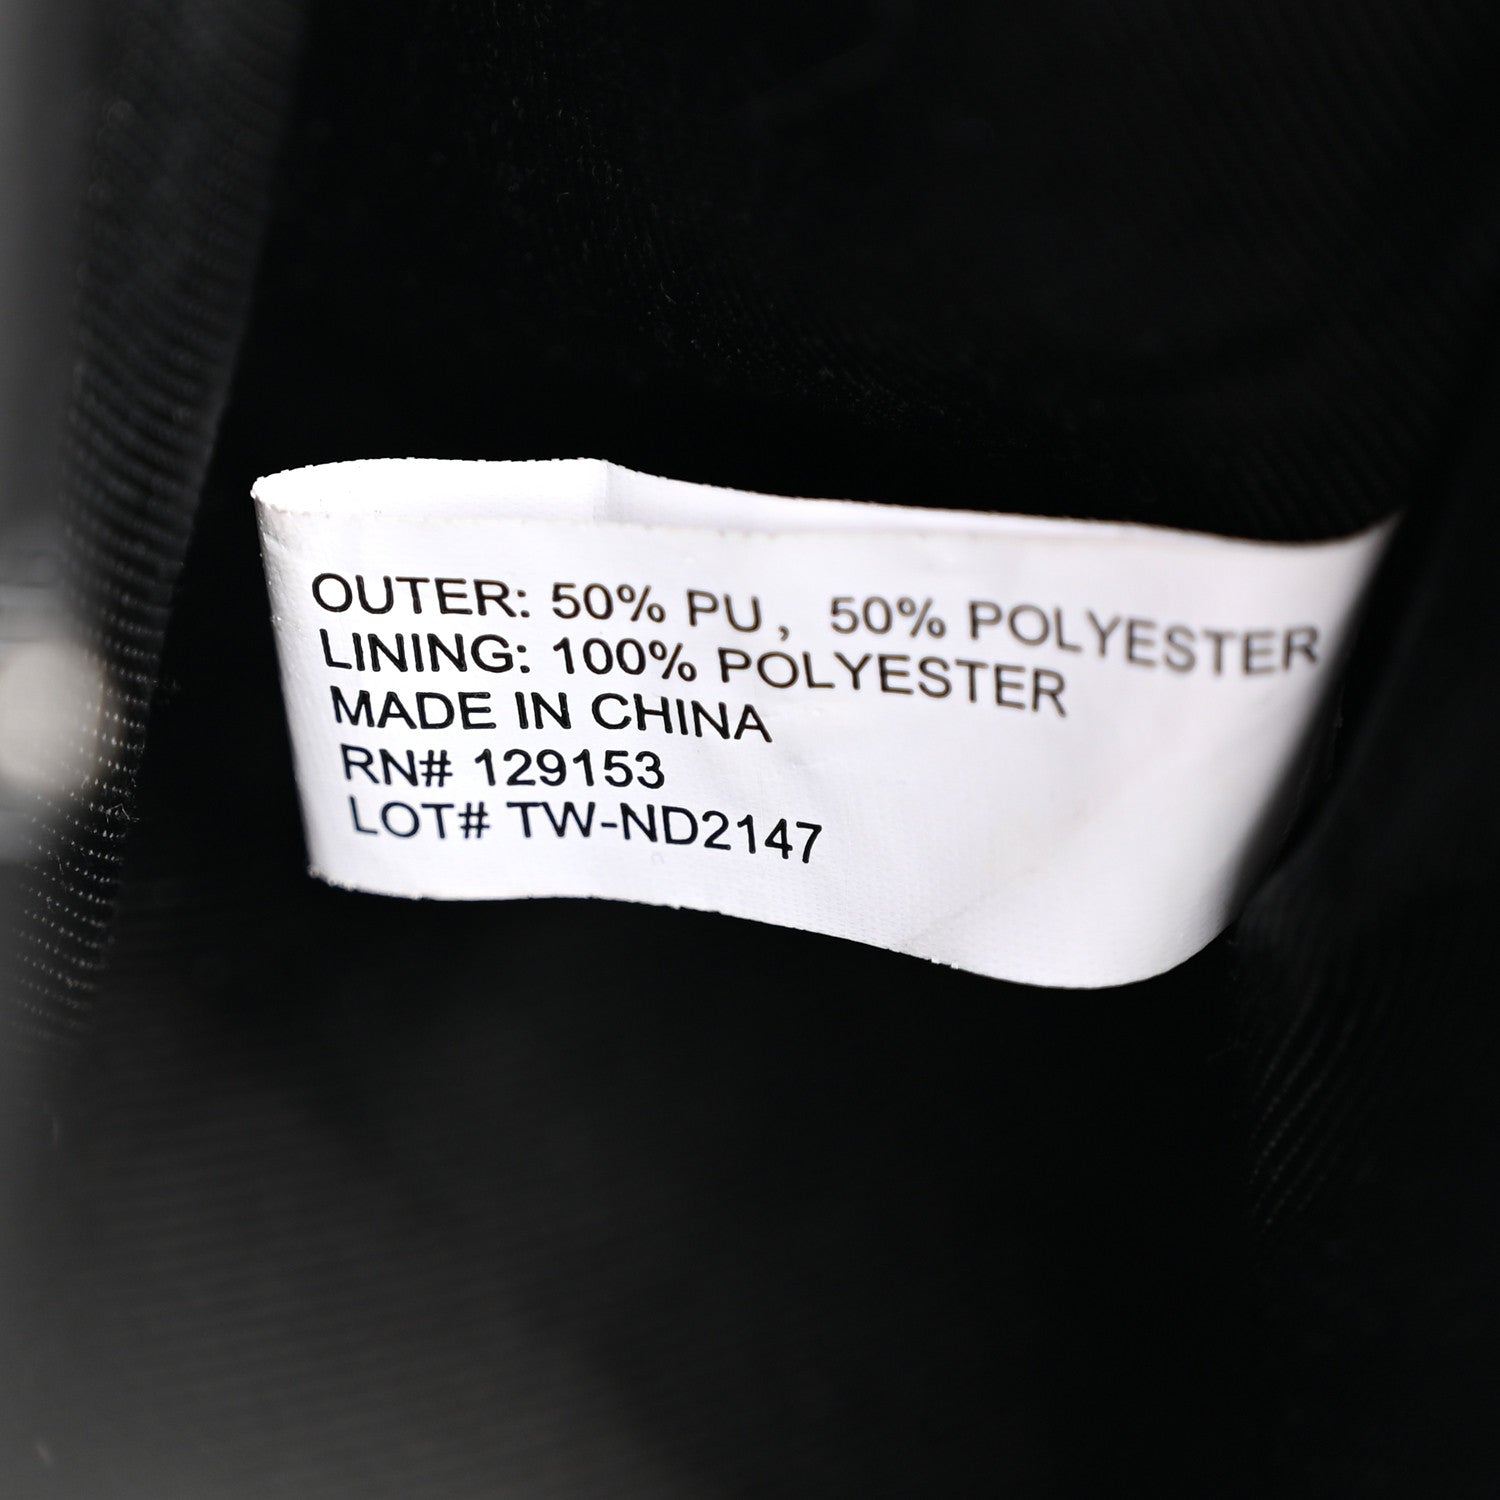 OUTER: 50% PU, 50% POLYESTER
LINING: 100% POLYESTER
MADE IN CHINA
RN# 129153
LOT# TW-ND2147